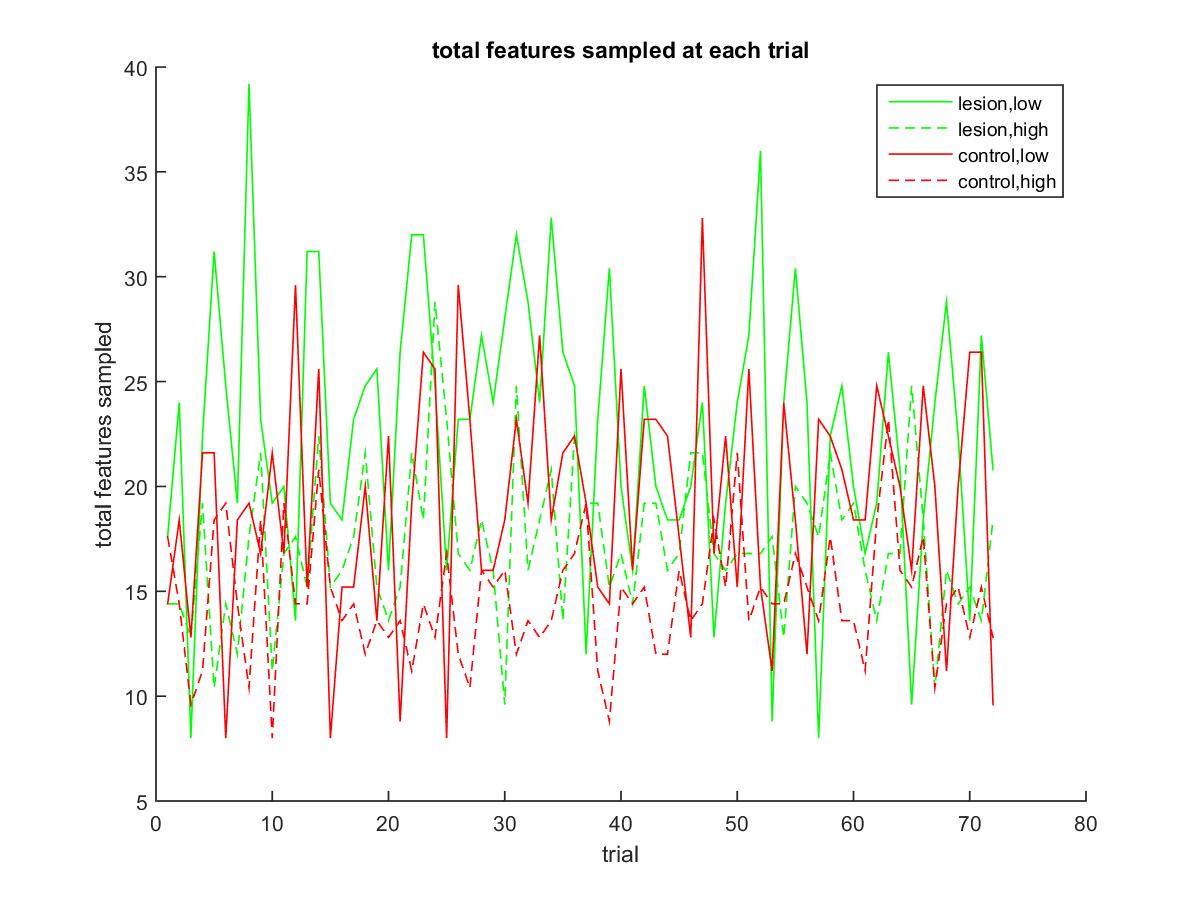 total features sampled at each trial
40
35
30
25
20
15
10
5
total features sampled
lesion,low
lesion,high
control,low
control,high
0 10 20 30 40 50 60 70 80
trial